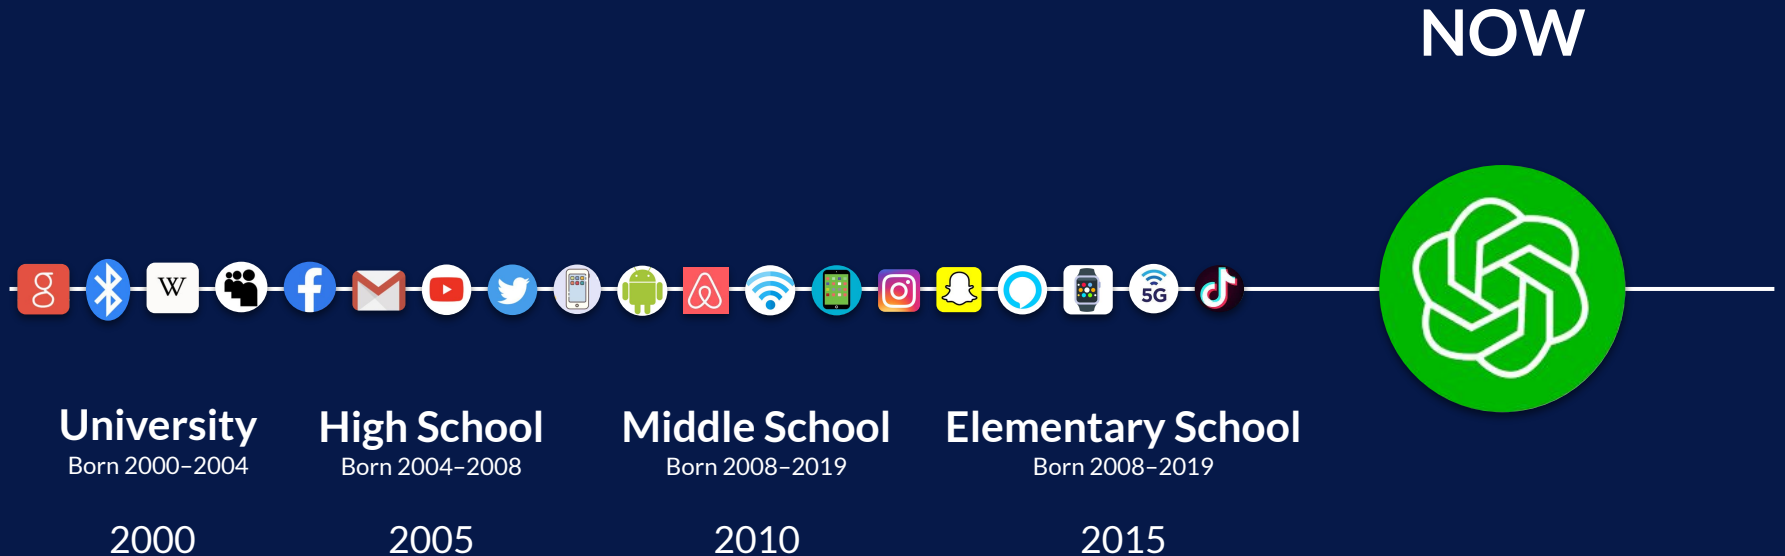 NOW
g
W
f
5G
University
Born 2000–2004
High School
Born 2004–2008
Middle School
Born 2008–2019
Elementary School
Born 2008–2019
2000
2005
2010
2015